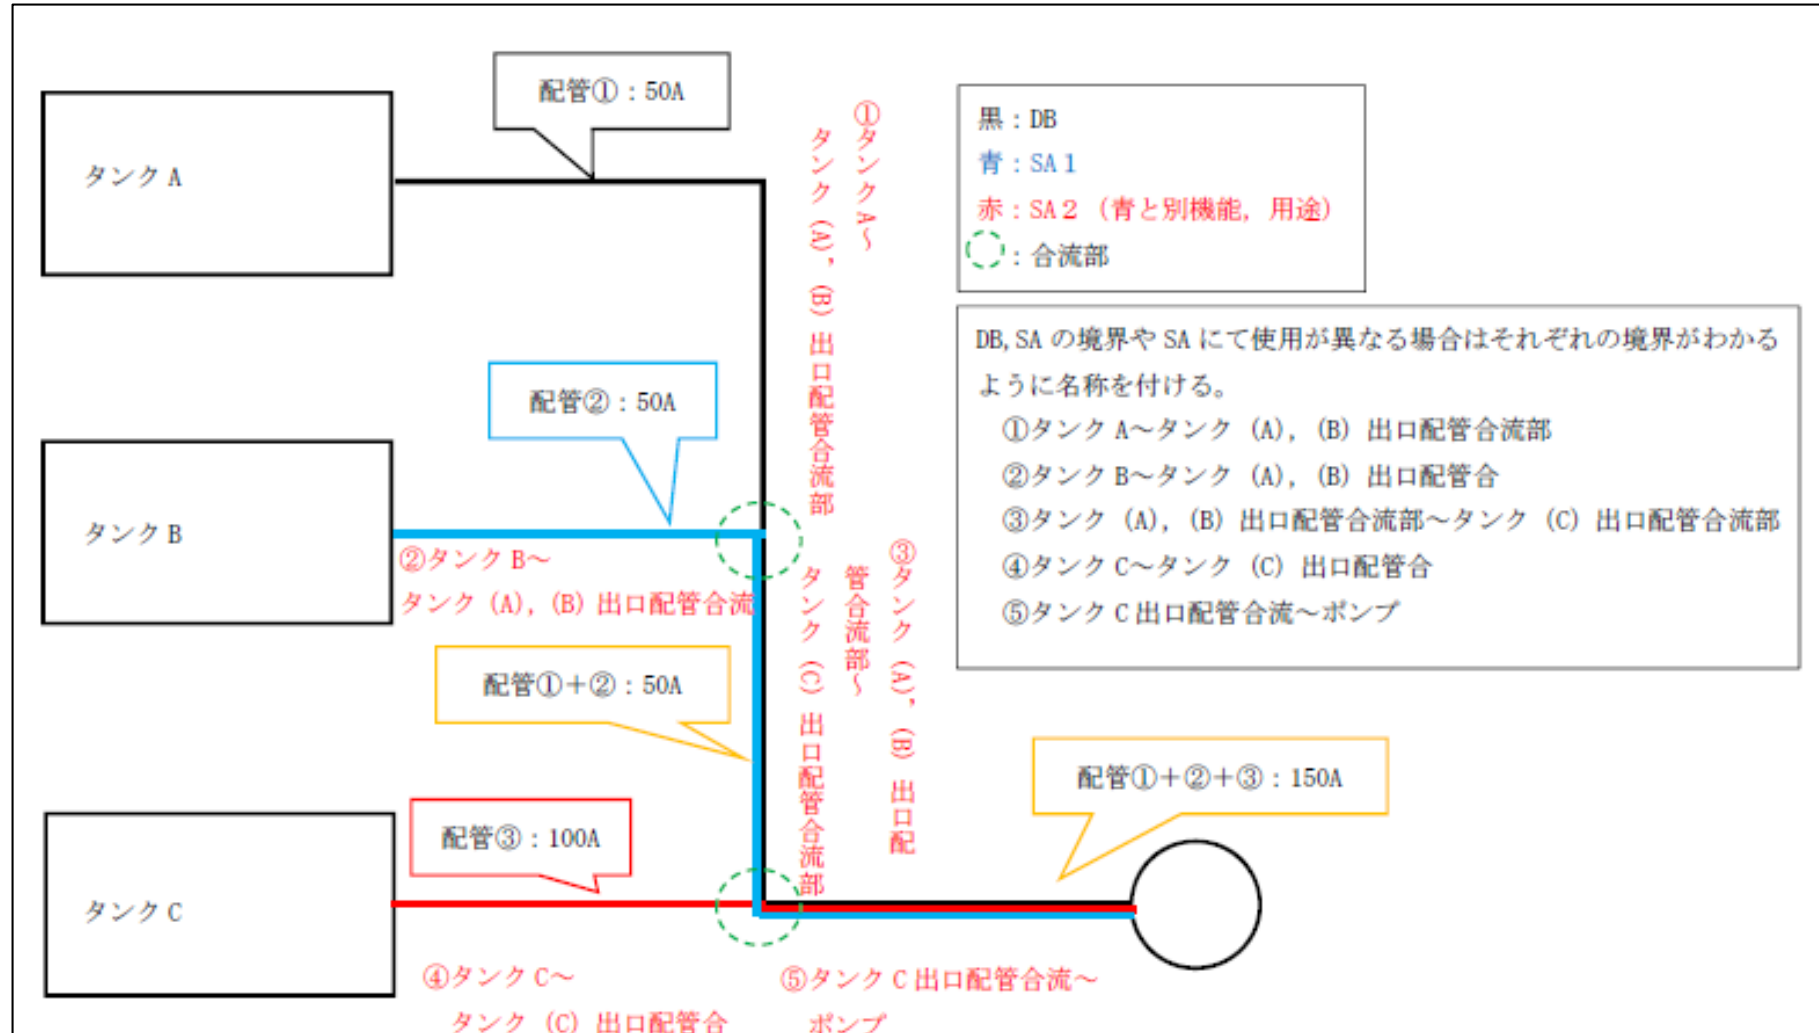 配管①：50A
タンク A
①タンク A～
タンク (A), (B) 出口配管合流部
黒：DB
青：SA１
赤：SA２ (青と別機能, 用途)
：合流部
DB, SA の境界や SA にて使用が異なる場合はそれぞれの境界がわかる
ように名称を付ける。
①タンク A～タンク (A), (B) 出口配管合流部
②タンク B～タンク (A), (B) 出口配管合
③タンク (A), (B) 出口配管合流部～タンク (C) 出口配管合流部
④タンク C～タンク (C) 出口配管合
⑤タンク C 出口配管合流～ポンプ
配管②：50A
タンク B
②タンク B～
タンク (A), (B) 出口配管合流
③タンク (A), (B) 出口配
管合流部～
タンク (C) 出口配管合流部
配管①＋②：50A
配管①＋②＋③：150A
配管③：100A
タンク C
④タンク C～
タンク (C) 出口配管合
⑤タンク C 出口配管合流～
ポンプ